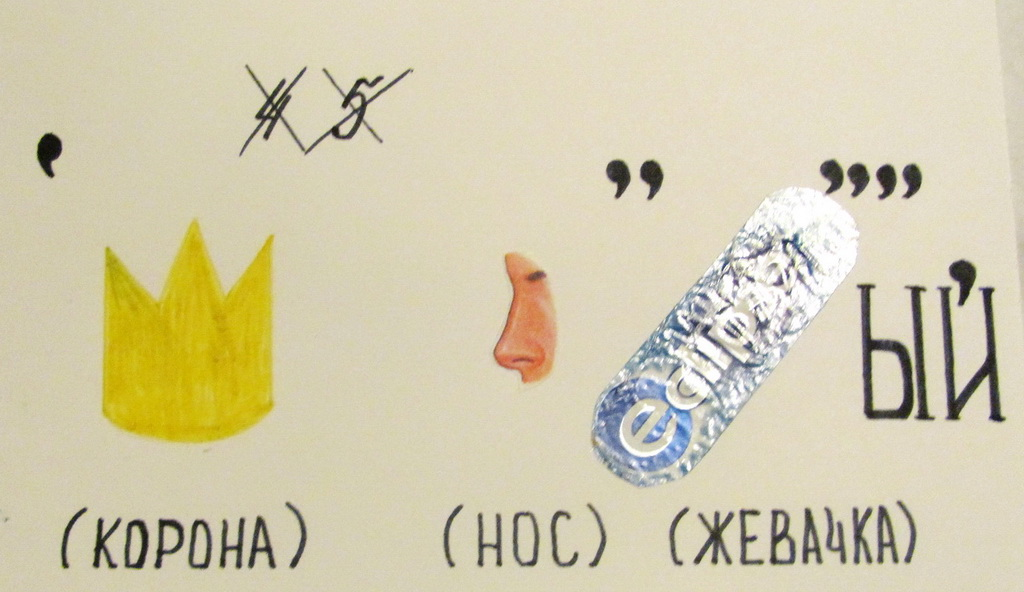 ,
4 5
,,
,,,,
eclipse
ЫЙ
(КОРОНА) (НОС) (ЖЕВАЧКА)